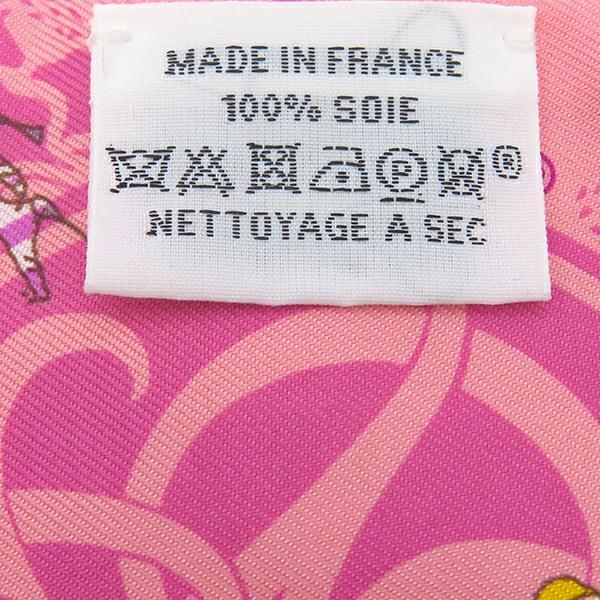 MADE IN FRANCE
100% SOIE
P ®
NETTOYAGE A SEC